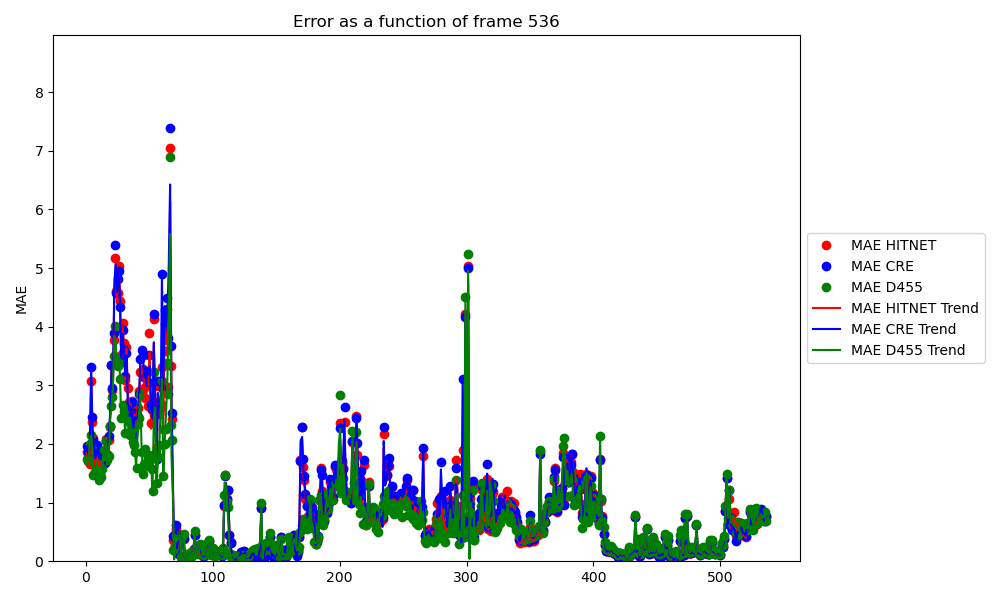 Error as a function of frame 536
MAE
8
7
6
5
4
3
2
1
0
0 100 200 300 400 500
MAE HITNET
MAE CRE
MAE D455
MAE HITNET Trend
MAE CRE Trend
MAE D455 Trend